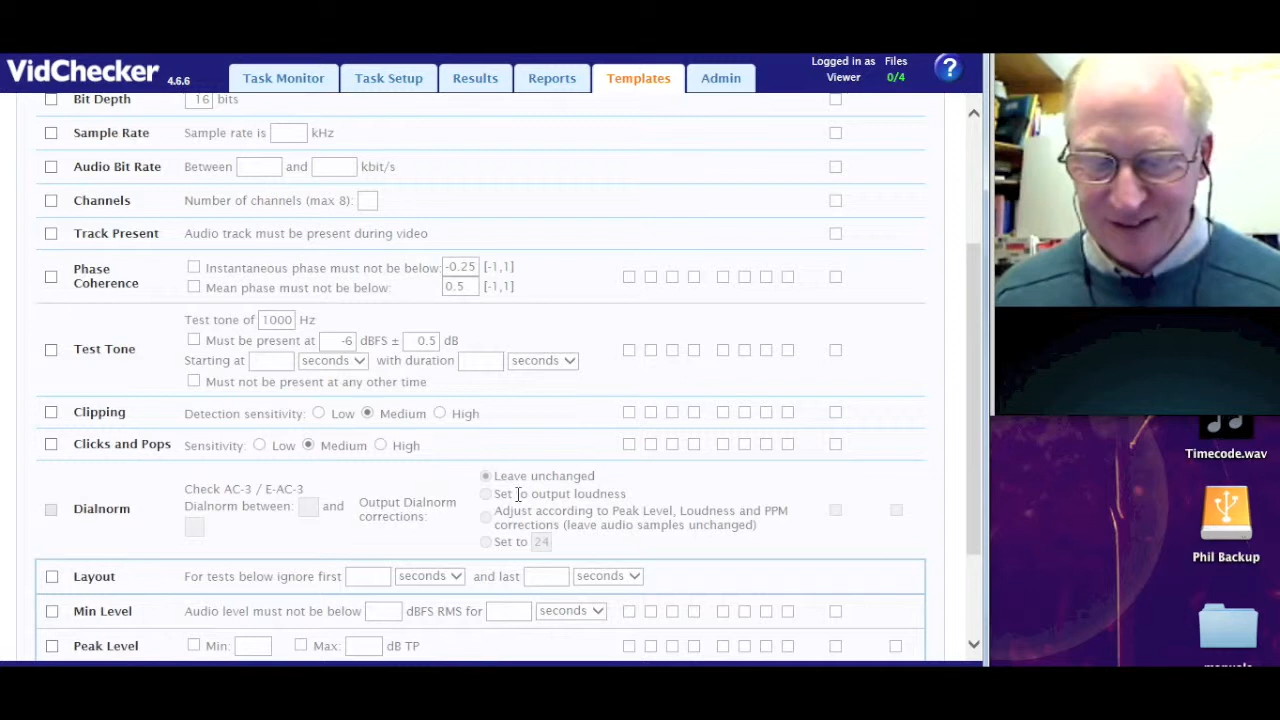 VidChecker 4.6.6
Task Monitor
Task Setup
Results
Reports
Templates
Admin
Logged in as
Viewer
Files
0/4
?
Bit Depth 16 bits
Sample Rate Sample rate is kHz
Audio Bit Rate Between and kbit/s
Channels Number of channels (max 8):
Track Present Audio track must be present during video
Phase
Coherence
Instantaneous phase must not be below: -0.25 [-1,1]
Mean phase must not be below: 0.5 [-1,1]
Test Tone
Test tone of 1000 Hz
Must be present at -6 dBFS ± 0.5 dB
Starting at seconds with duration seconds
Must not be present at any other time
Clipping Detection sensitivity: Low Medium High
Clicks and Pops Sensitivity: Low Medium High
Dialnorm
Check AC-3 / E-AC-3
Dialnorm between: and
Output Dialnorm
corrections:
Leave unchanged
Set to output loudness
Adjust according to Peak Level, Loudness and PPM
corrections (leave audio samples unchanged)
Set to 24
Layout For tests below ignore first seconds and last seconds
Min Level Audio level must not be below dBFS RMS for seconds
Peak Level Min: Max: dB TP
Timecode.wav
Phil Backup